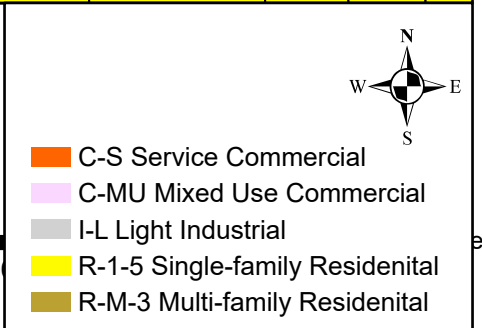 N
W E
S
C-S Service Commercial
C-MU Mixed Use Commercial
I-L Light Industrial
R-1-5 Single-family Residenital
R-M-3 Multi-family Residenital